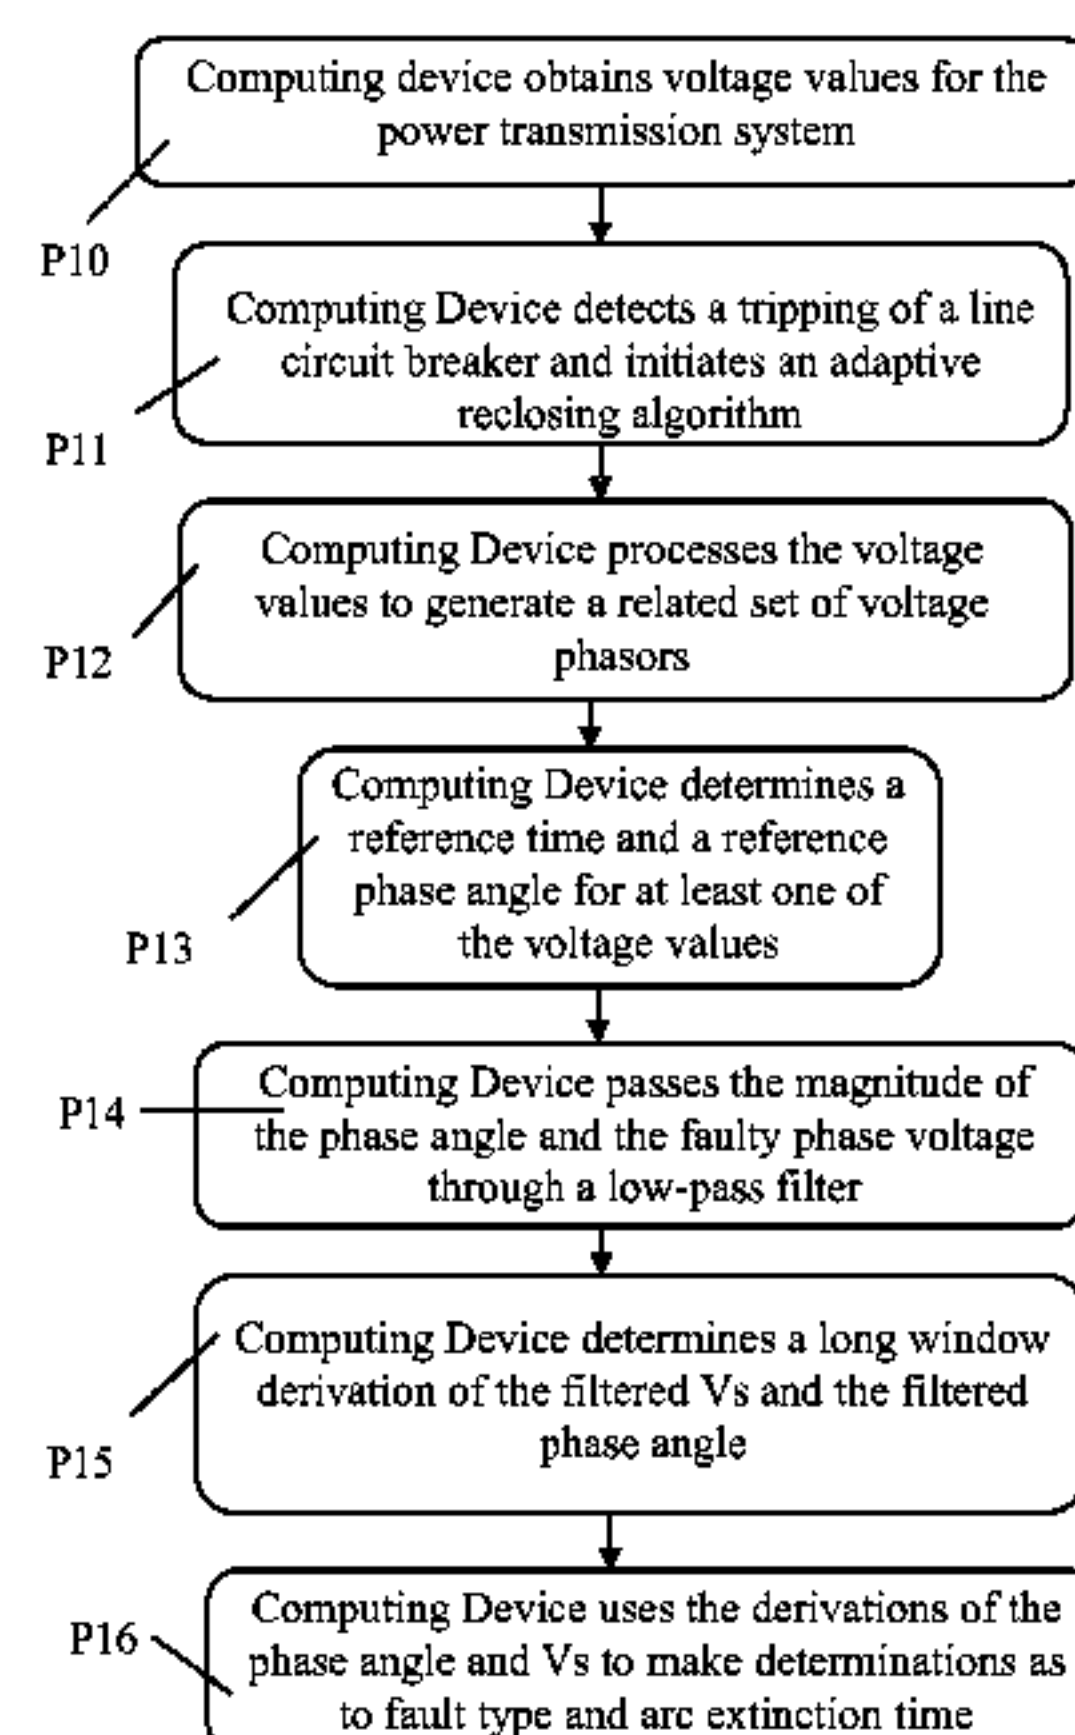 Computing device obtains voltage values for the
power transmission system
P10
Computing Device detects a tripping of a line
circuit breaker and initiates an adaptive
reclosing algorithm
P11
Computing Device processes the voltage
values to generate a related set of voltage
phasors
P12
Computing Device determines a
reference time and a reference
phase angle for at least one of
the voltage values
P13
Computing Device passes the magnitude of
the phase angle and the faulty phase voltage
through a low-pass filter
P14
Computing Device determines a long window
derivation of the filtered Vs and the filtered
phase angle
P15
Computing Device uses the derivations of the
phase angle and Vs to make determinations as
to fault type and arc extinction time
P16